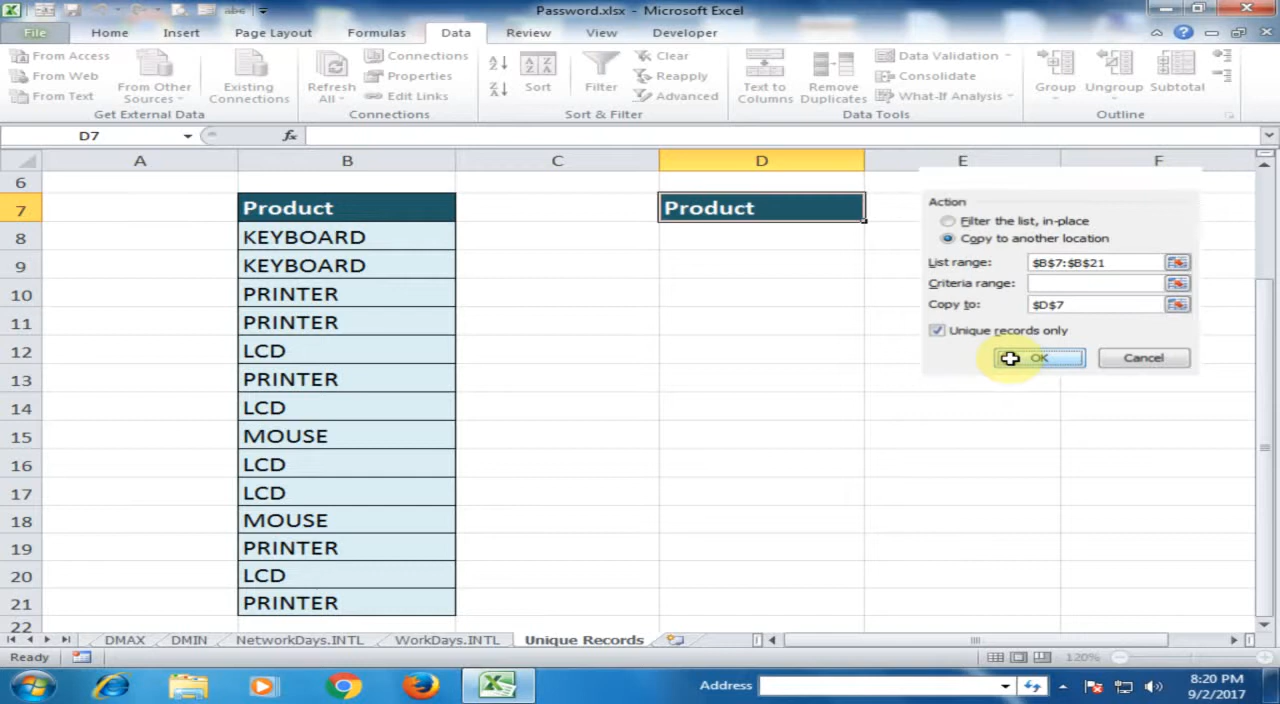 Password.xlsx - Microsoft Excel
File Home Insert Page Layout Formulas Data Review View Developer
From Access
From Web
From Text
From Other Sources
Existing Connections
Get External Data
Refresh All
Connections
Properties
Edit Links
Connections
Sort
Filter
Clear
Reapply
Advanced
Sort & Filter
Text to Columns
Remove Duplicates
Data Validation
Consolidate
What-If Analysis
Data Tools
Group
Ungroup
Subtotal
Outline
D7 fx
A B C D E F
6
7 Product Product
8 KEYBOARD
9 KEYBOARD
10 PRINTER
11 PRINTER
12 LCD
13 PRINTER
14 LCD
15 MOUSE
16 LCD
17 LCD
18 MOUSE
19 PRINTER
20 LCD
21 PRINTER
22
Action
Filter the list, in-place
Copy to another location
List range: $B$7:$B$21
Criteria range:
Copy to: $D$7
Unique records only
OK Cancel
DMAX DMIN NetworkDays.INTL WorkDays.INTL Unique Records
Ready 120%
Address
8:20 PM
9/2/2017